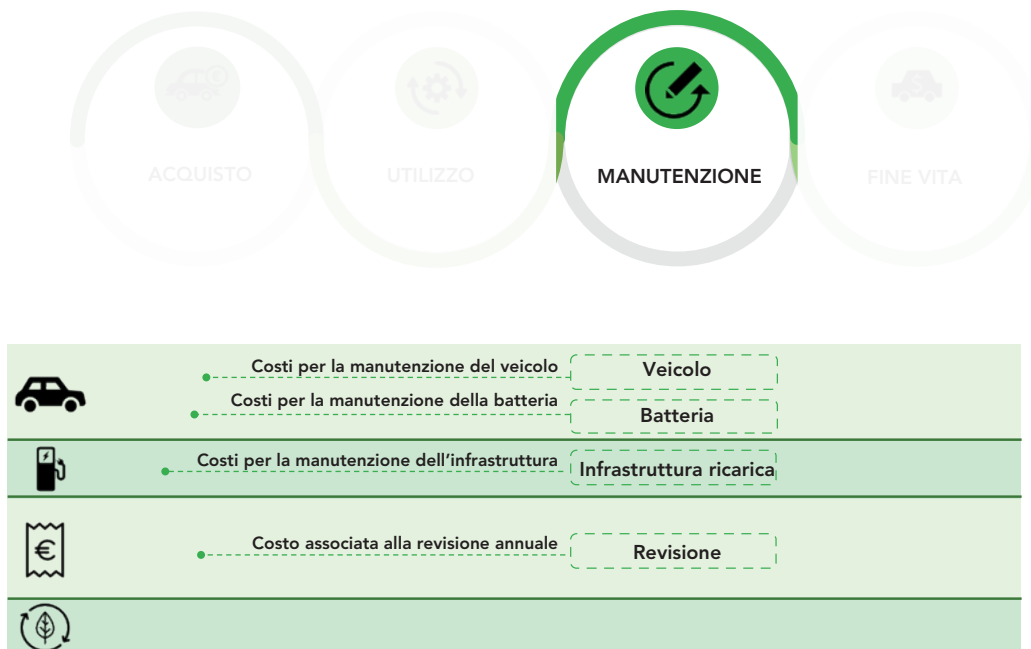 ACQUISTO
UTILIZZO
MANUTENZIONE
FINE VITA
Costi per la manutenzione del veicolo
Veicolo
Costi per la manutenzione della batteria
Batteria
Costi per la manutenzione dell’infrastruttura
Infrastruttura ricarica
€
Costo associata alla revisione annuale
Revisione